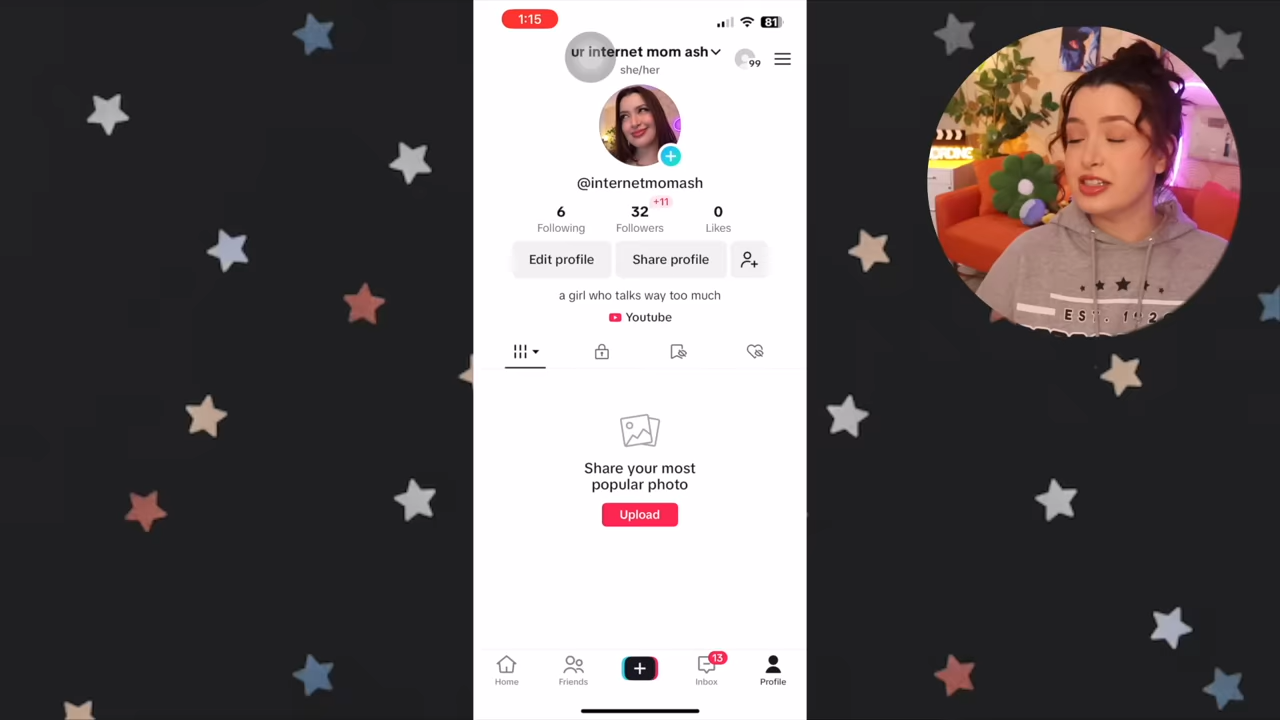 1:15
81
ur internet mom ash
99
she/her
@internetmomash
6
32
+11
0
Following
Followers
Likes
Edit profile
Share profile
a girl who talks way too much
Youtube
Share your most
popular photo
Upload
13
Home
Friends
Inbox
Profile